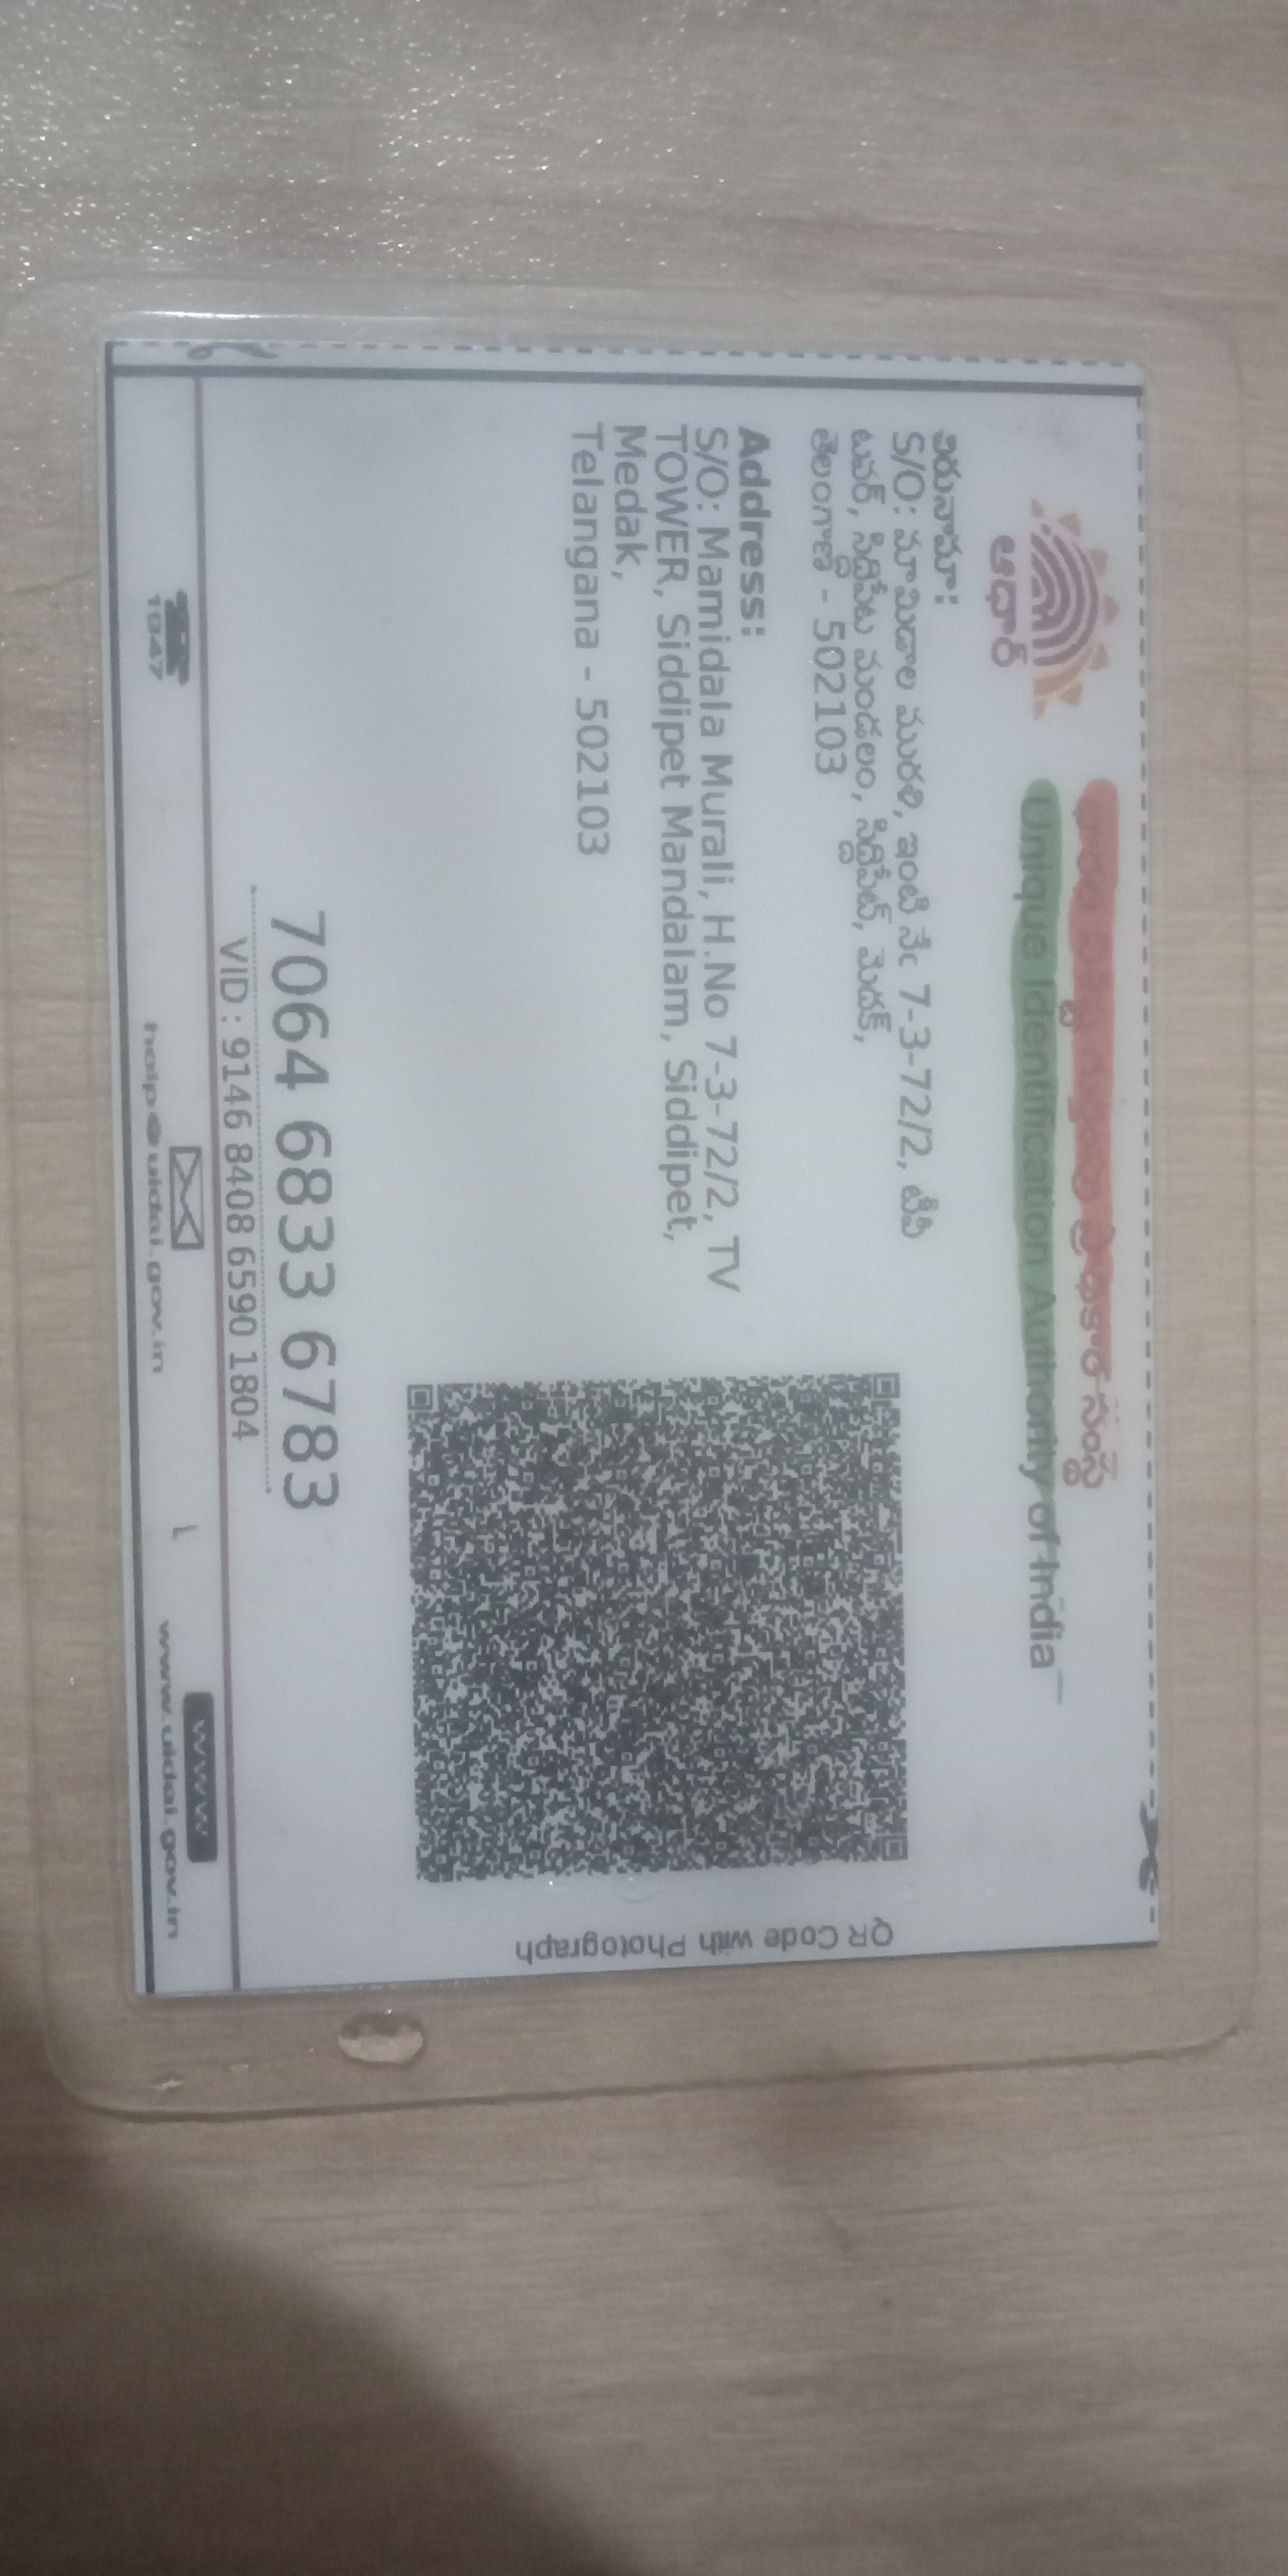 ప్రాధికార సంస్థ
Unique Identification Authority of India
ఆధార్
చిరునామా:
S/O: మామిడాల మురళి, ఇంటి నిం 7-3-72/2, టీవి
టవర్, సిద్దిపేట మండలం, సిద్దిపేట్, మెదక్,
తెలంగాణ - 502103
Address:
S/O: Mamidala Murali, H.No 7-3-72/2, TV
TOWER, Siddipet Mandalam, Siddipet,
Medak,
Telangana - 502103
QR Code with Photograph
7064 6833 6783
VID : 9146 8408 6590 1804
1947
help@uidai.gov.in
www
www.uidai.gov.in